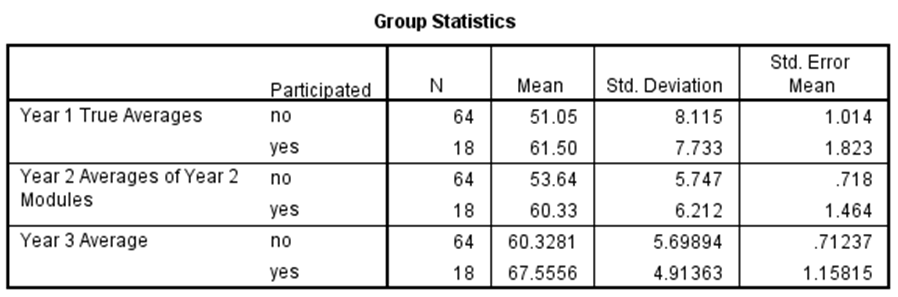 Group Statistics
Participated N Mean Std. Deviation Std. Error Mean
Year 1 True Averages no 64 51.05 8.115 1.014
yes 18 61.50 7.733 1.823
Year 2 Averages of Year 2 Modules no 64 53.64 5.747 .718
yes 18 60.33 6.212 1.464
Year 3 Average no 64 60.3281 5.69894 .71237
yes 18 67.5556 4.91363 1.15815